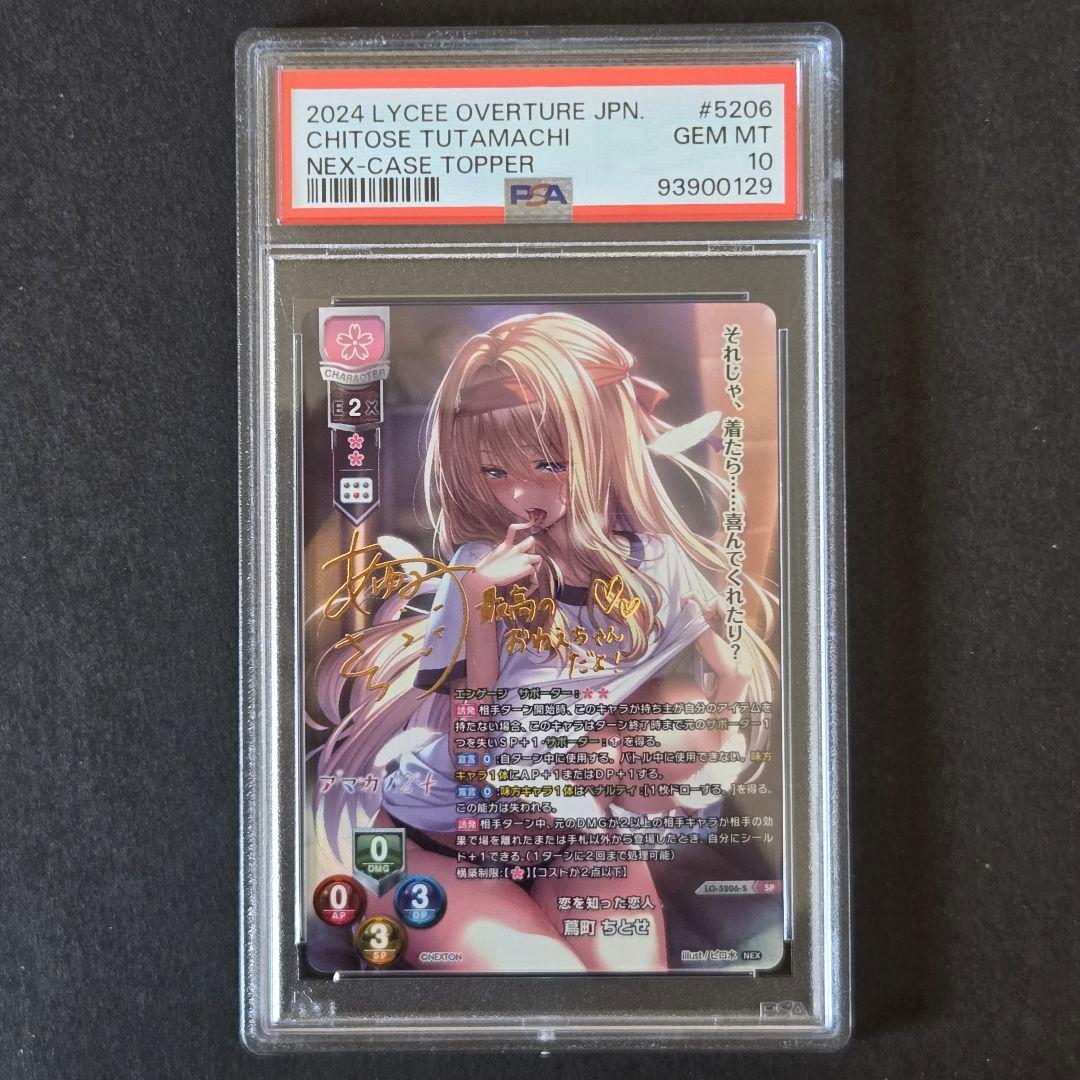 2024 LYCEE OVERTURE JPN. #5206
CHITOSE TUTAMACHI GEM MT
NEX-CASE TOPPER 10
93900129
PSA
それじゃ、着たら……喜んでくれたり？
CHARACTER
E 2 X
最高の
おねえちゃん
だよ!
エンゲージ サポーター:
誘発 相手ターン開始時、このキャラが持ち主が自分のアイテムを
持たない場合、このキャラはターン終了時まで元のサポーター1
つを失いSP+1・サポーター:を得る。
宣言 0:自ターン中に使用する。バトル中に使用できない。味方
キャラ1体にAP+1またはDP+1する。
宣言 0:味方キャラ1体はペナルティ:[1枚ドローする。]を得る。
この能力は失われる。
誘発 相手ターン中、元のDMGが2以上の相手キャラが相手の効
果で場を離れたまたは手札以外から登場したとき、自分にシール
ド+1できる。(1ターンに2回まで処理可能)
構築制限:【】【コストが2点以下】
アマカノ2+
0
DMG
0
AP
3
DP
3
SP
LO-5206-S SP
恋を知った恋人
蔦町 ちとせ
©NEXTON
illust/ピロ水 NEX
PSA